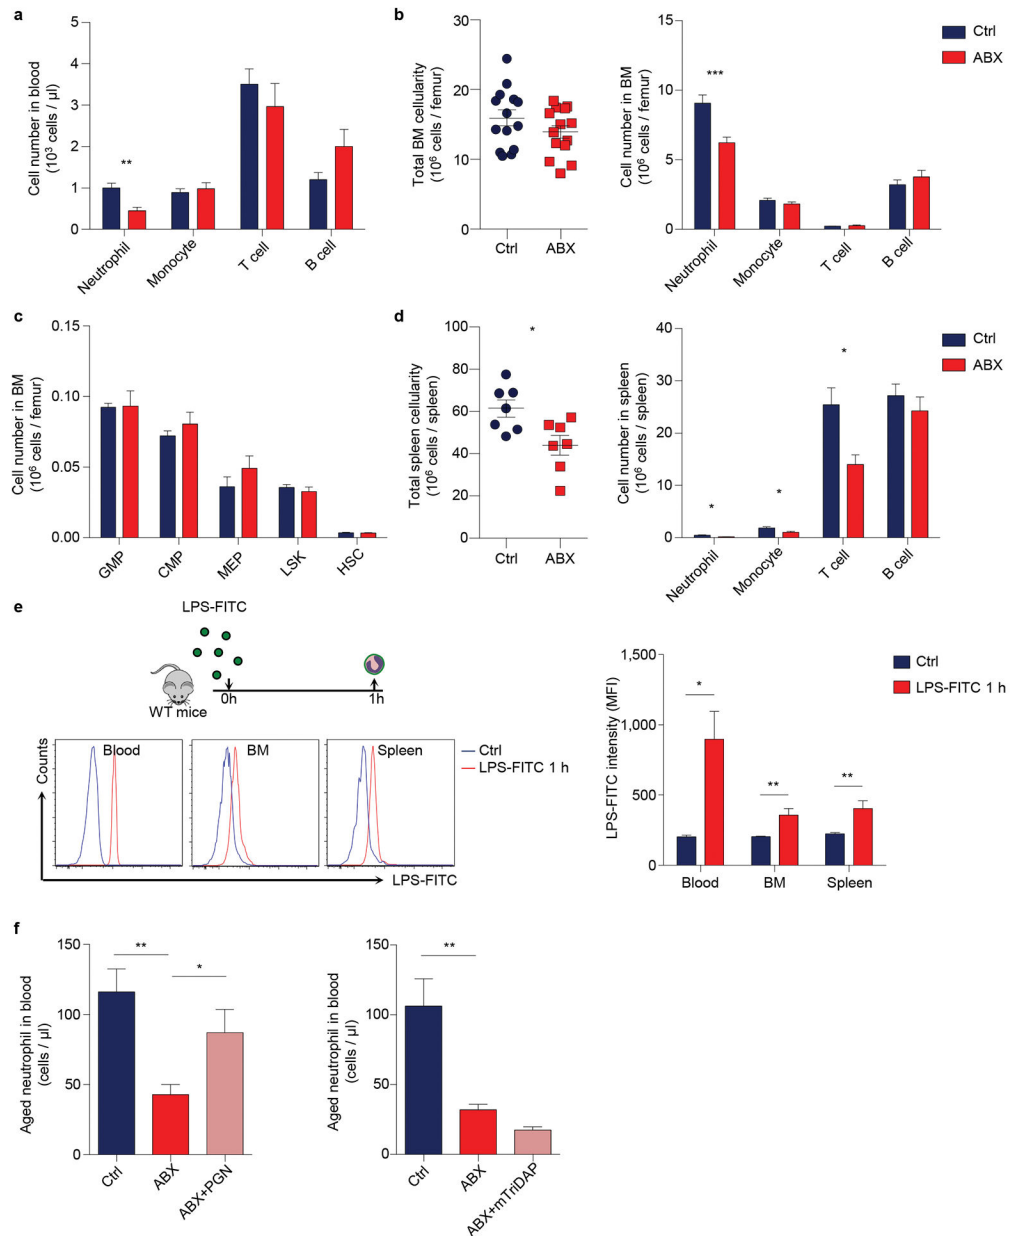 a
Cell number in blood
(10³ cells / µl)
5
4
3
2
1
0
**
Neutrophil
Monocyte
T cell
B cell
b
Total BM cellularity
(10⁶ cells / femur)
30
20
10
0
Ctrl
ABX
Cell number in BM
(10⁶ cells / femur)
15
10
5
0
***
Neutrophil
Monocyte
T cell
B cell
Ctrl
ABX
c
Cell number in BM
(10⁶ cells / femur)
0.15
0.10
0.05
0.00
GMP
CMP
MEP
LSK
HSC
d
Total spleen cellularity
(10⁶ cells / spleen)
100
80
60
40
20
0
*
Ctrl
ABX
Cell number in spleen
(10⁶ cells / spleen)
40
30
20
10
0
*
*
*
Neutrophil
Monocyte
T cell
B cell
Ctrl
ABX
e
LPS-FITC
WT mice
0h
1h
Counts
Blood
BM
Spleen
Ctrl
LPS-FITC 1 h
LPS-FITC
LPS-FITC intensity (MFI)
1,500
1,000
500
0
*
**
**
Blood
BM
Spleen
Ctrl
LPS-FITC 1 h
f
Aged neutrophil in blood
(cells / µl)
150
100
50
0
**
*
Ctrl
ABX
ABX+PGN
Aged neutrophil in blood
(cells / µl)
150
100
50
0
**
Ctrl
ABX
ABX+mTriDAP